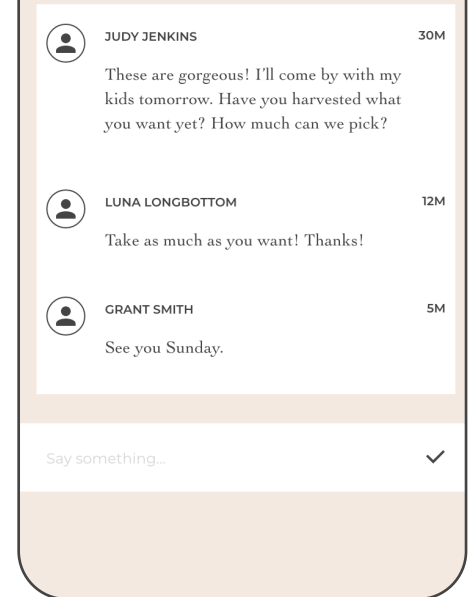 JUDY JENKINS 30M
These are gorgeous! I'll come by with my
kids tomorrow. Have you harvested what
you want yet? How much can we pick?
LUNA LONGBOTTOM 12M
Take as much as you want! Thanks!
GRANT SMITH 5M
See you Sunday.
Say something...